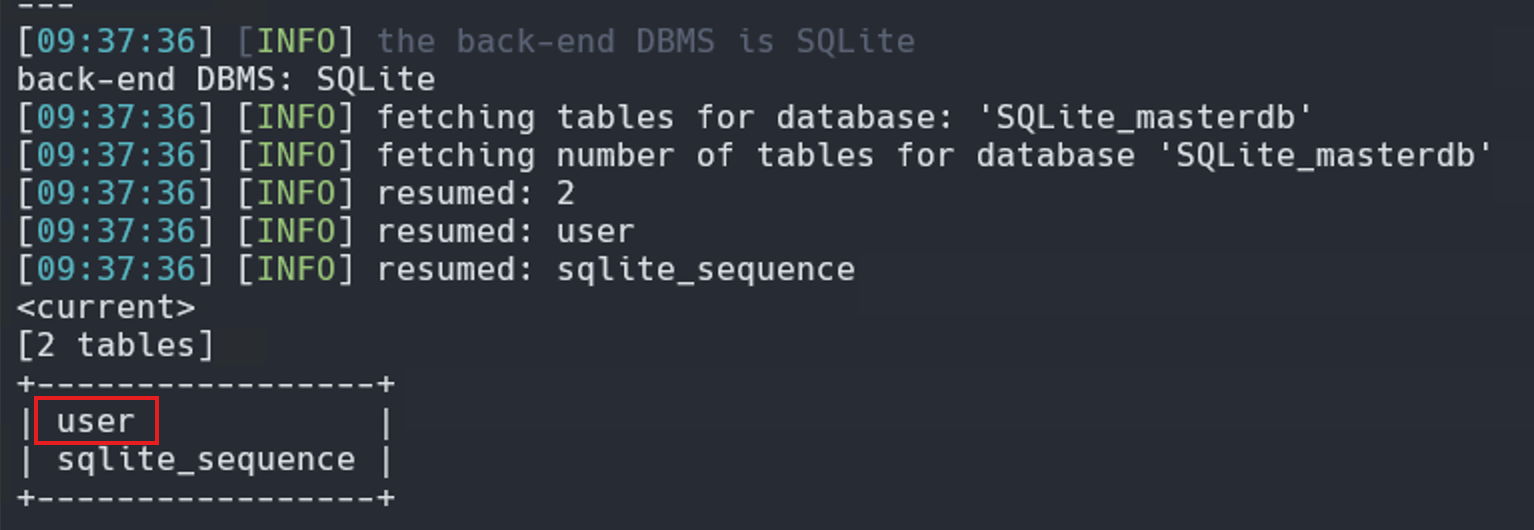 ---
[09:37:36] [INFO] the back-end DBMS is SQLite
back-end DBMS: SQLite
[09:37:36] [INFO] fetching tables for database: 'SQLite_masterdb'
[09:37:36] [INFO] fetching number of tables for database 'SQLite_masterdb'
[09:37:36] [INFO] resumed: 2
[09:37:36] [INFO] resumed: user
[09:37:36] [INFO] resumed: sqlite_sequence
<current>
[2 tables]
+-----------------+
| user            |
| sqlite_sequence |
+-----------------+